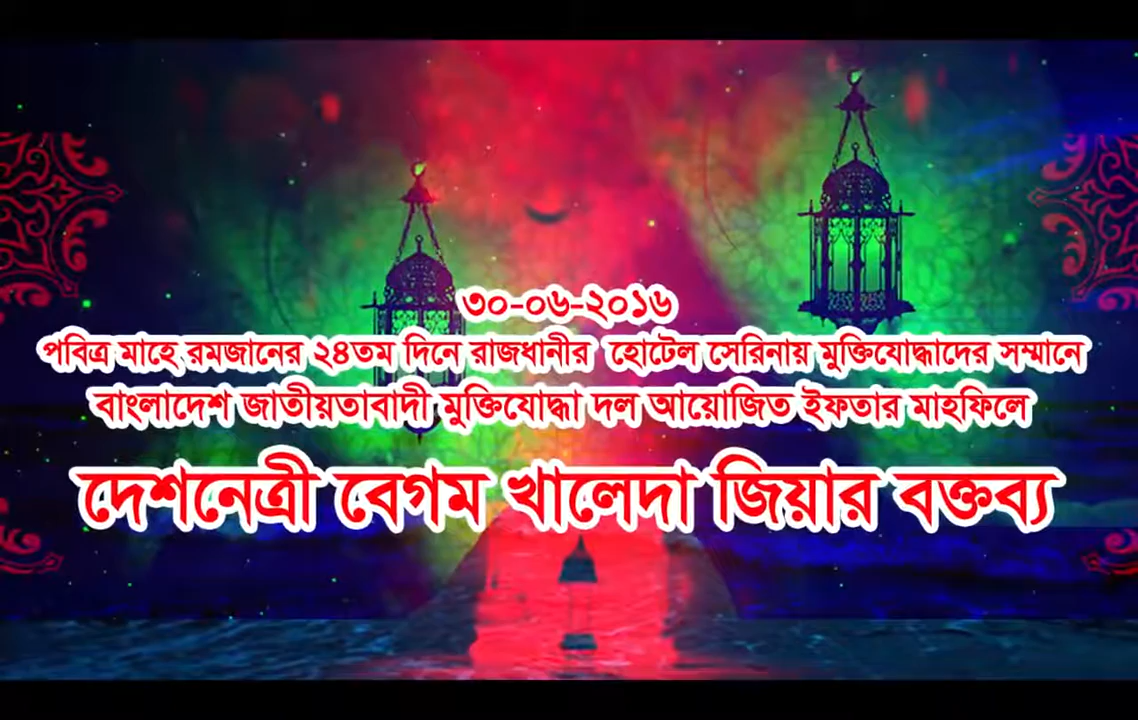 ৩০-০৬-২০১৬
পবিত্র মাহে রমজানের ২৪তম দিনে রাজধানীর হোটেল সেরিনায় মুক্তিযোদ্ধাদের সম্মানে
বাংলাদেশ জাতীয়তাবাদী মুক্তিযোদ্ধা দল আয়োজিত ইফতার মাহফিলে
দেশনেত্রী বেগম খালেদা জিয়ার বক্তব্য